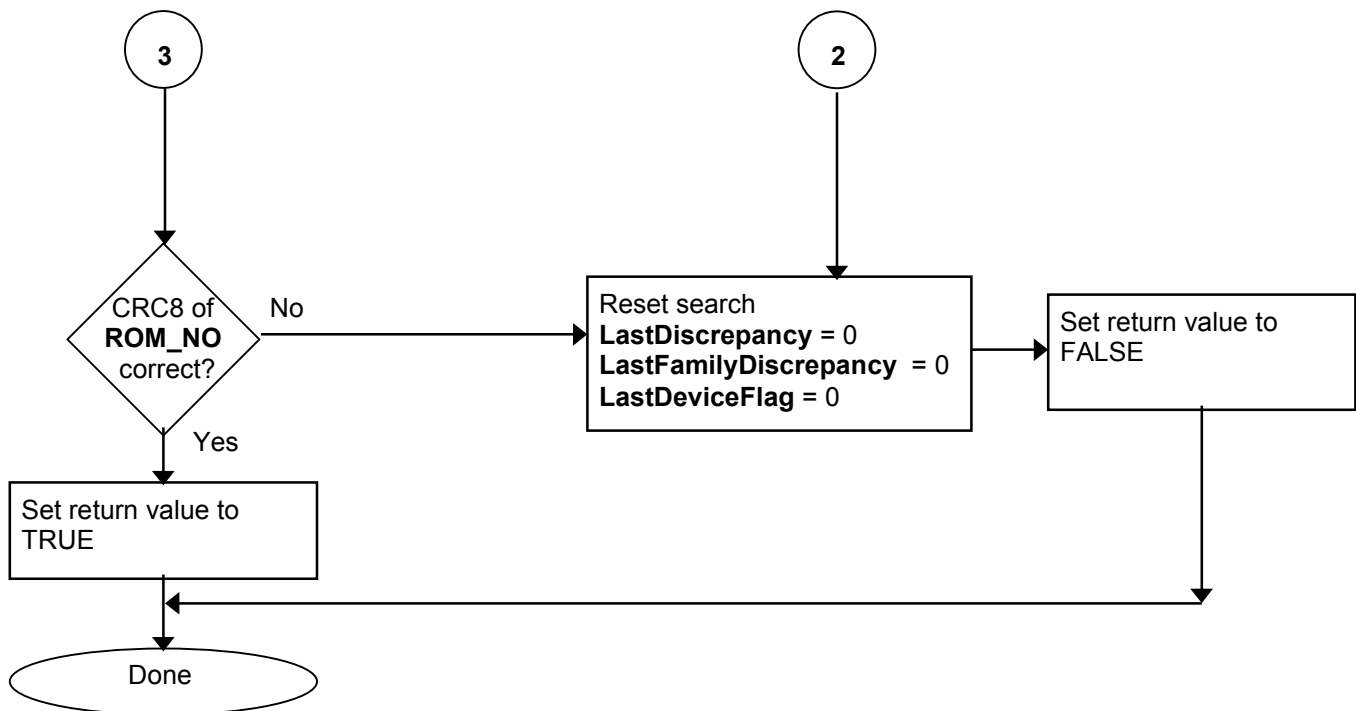 3
2
CRC8 of
ROM_NO
correct?
No
Yes
Reset search
LastDiscrepancy = 0
LastFamilyDiscrepancy = 0
LastDeviceFlag = 0
Set return value to
FALSE
Set return value to
TRUE
Done